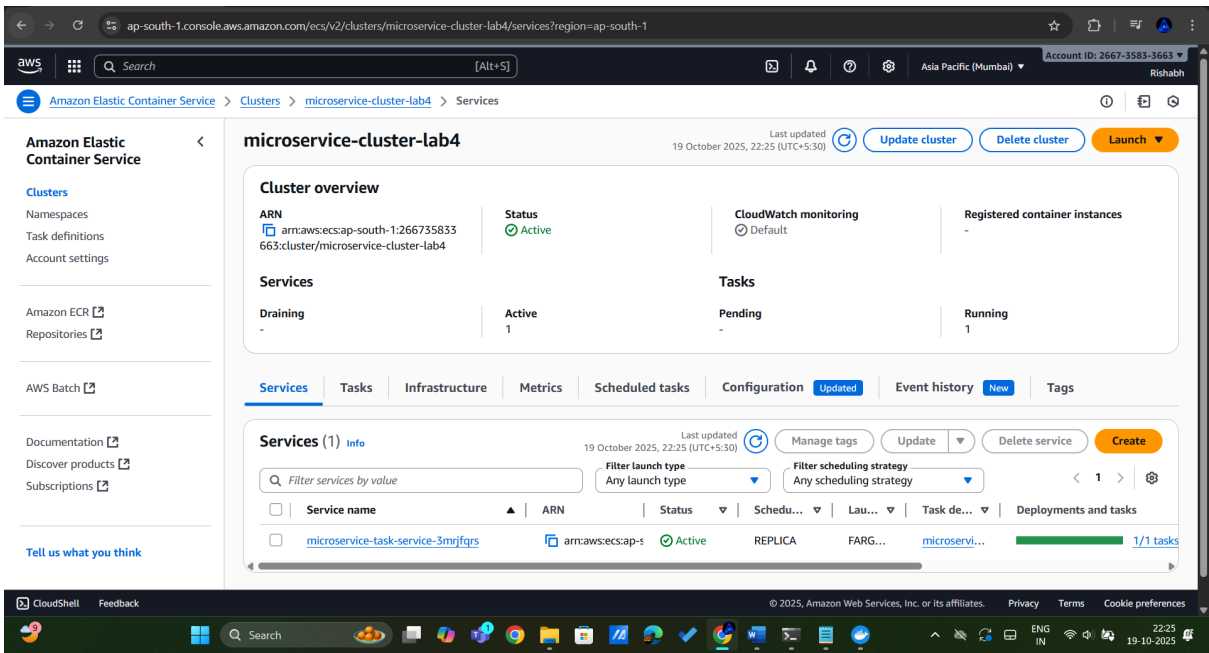 ap-south-1.console.aws.amazon.com/ecs/v2/clusters/microservice-cluster-lab4/services?region=ap-south-1
aws
Search [Alt+S]
Asia Pacific (Mumbai) ▼
Account ID: 2667-3583-3663 ▼
Rishabh
Amazon Elastic Container Service > Clusters > microservice-cluster-lab4 > Services
Amazon Elastic
Container Service
Clusters
Namespaces
Task definitions
Account settings
Amazon ECR
Repositories
AWS Batch
Documentation
Discover products
Subscriptions
Tell us what you think
microservice-cluster-lab4
Last updated
19 October 2025, 22:25 (UTC+5:30)
Update cluster
Delete cluster
Launch ▼
Cluster overview
ARN
arn:aws:ecs:ap-south-1:266735833
663:cluster/microservice-cluster-lab4
Status
Active
CloudWatch monitoring
Default
Registered container instances
-
Services
Draining
-
Active
1
Tasks
Pending
-
Running
1
Services Tasks Infrastructure Metrics Scheduled tasks Configuration Updated Event history New Tags
Services (1) Info
Last updated
19 October 2025, 22:25 (UTC+5:30)
Manage tags
Update ▼
Delete service
Create
Filter services by value
Filter launch type
Any launch type
Filter scheduling strategy
Any scheduling strategy
< 1 >
Service name ARN Status Schedu... Lau... Task de... Deployments and tasks
microservice-task-service-3mrjfqrs arn:aws:ecs:ap-s Active REPLICA FARG... microservi... 1/1 tasks
CloudShell Feedback © 2025, Amazon Web Services, Inc. or its affiliates. Privacy Terms Cookie preferences
9
Search
1
ENG
IN
22:25
19-10-2025